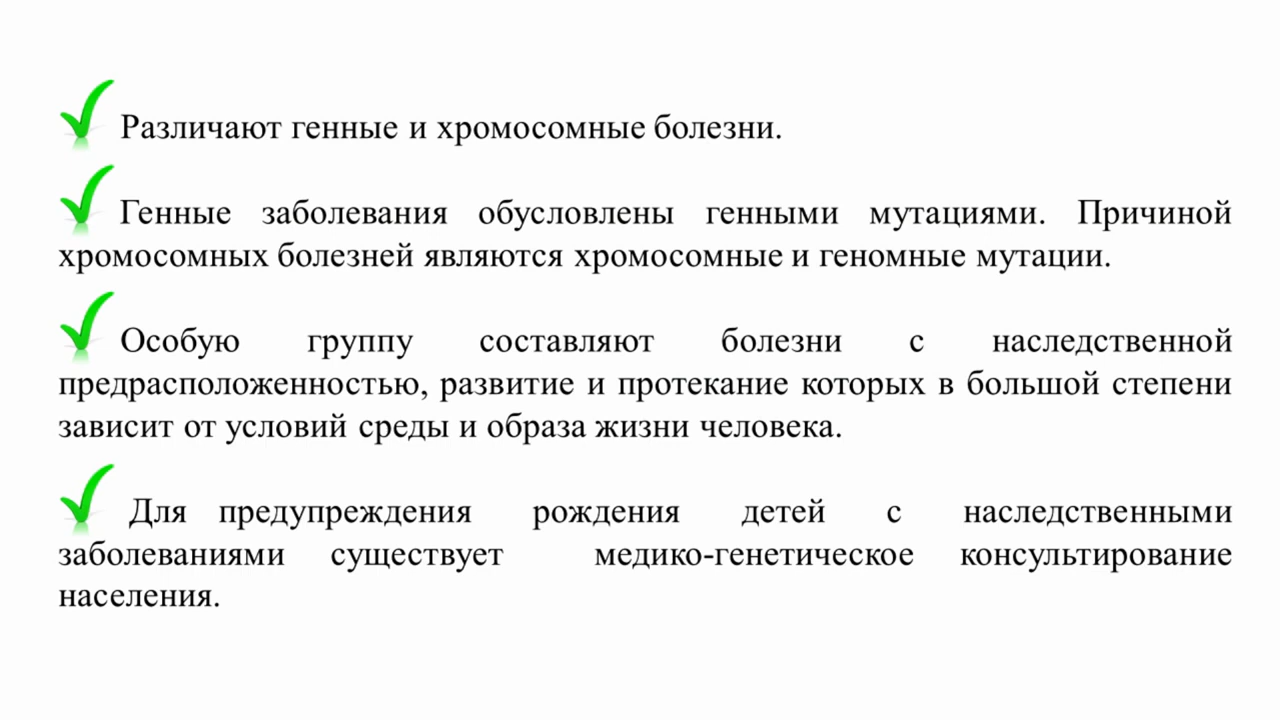 Различают генные и хромосомные болезни.
Генные заболевания обусловлены генными мутациями. Причиной
хромосомных болезней являются хромосомные и геномные мутации.
Особую группу составляют болезни с наследственной
предрасположенностью, развитие и протекание которых в большой степени
зависит от условий среды и образа жизни человека.
Для предупреждения рождения детей с наследственными
заболеваниями существует медико-генетическое консультирование
населения.